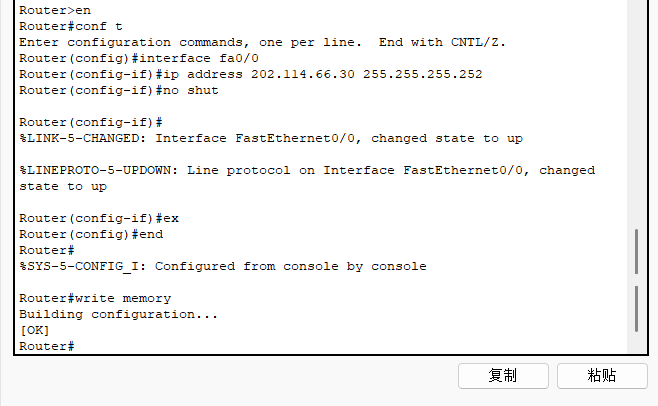 Router>en
Router#conf t
Enter configuration commands, one per line.  End with CNTL/Z.
Router(config)#interface fa0/0
Router(config-if)#ip address 202.114.66.30 255.255.255.252
Router(config-if)#no shut
Router(config-if)#
%LINK-5-CHANGED: Interface FastEthernet0/0, changed state to up
%LINEPROTO-5-UPDOWN: Line protocol on Interface FastEthernet0/0, changed
state to up
Router(config-if)#ex
Router(config)#end
Router#
%SYS-5-CONFIG_I: Configured from console by console
Router#write memory
Building configuration...
[OK]
Router#
复制
粘贴